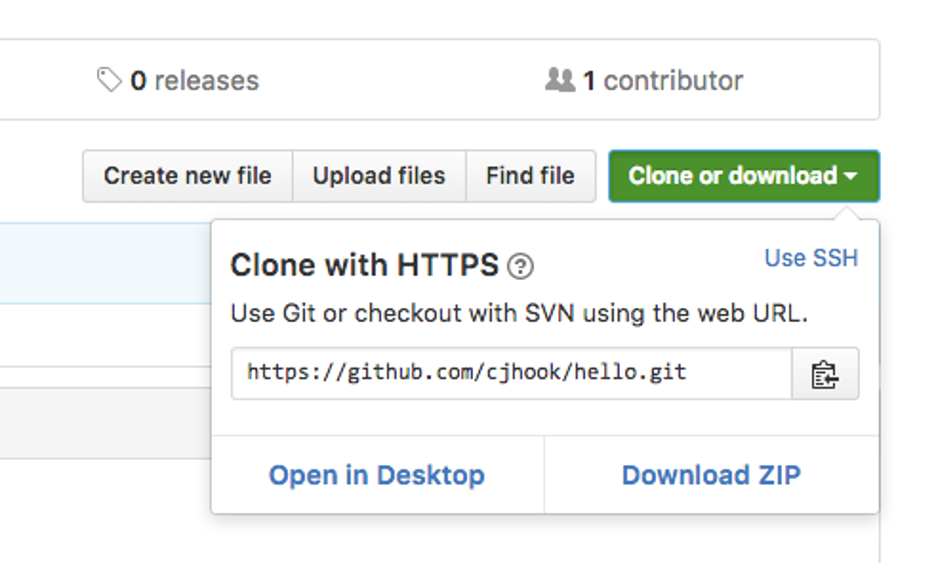 0 releases
1 contributor
Create new file
Upload files
Find file
Clone or download
Clone with HTTPS ?
Use SSH
Use Git or checkout with SVN using the web URL.
https://github.com/cjhook/hello.git
Open in Desktop
Download ZIP